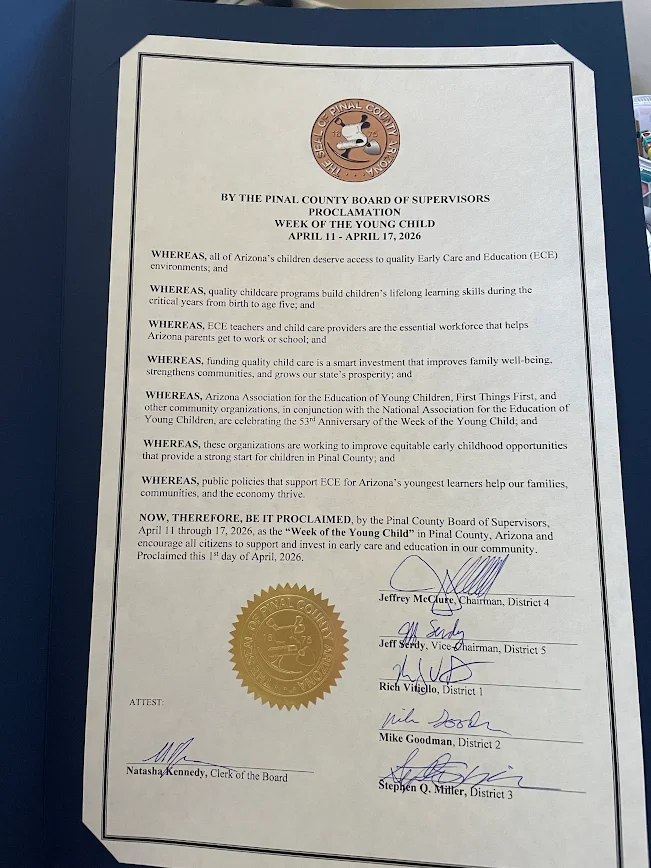 THE SEAL OF PINAL COUNTY ARIZONA
1875
BY THE PINAL COUNTY BOARD OF SUPERVISORS
PROCLAMATION
WEEK OF THE YOUNG CHILD
APRIL 11 - APRIL 17, 2026
WHEREAS, all of Arizona's children deserve access to quality Early Care and Education (ECE)
environments; and
WHEREAS, quality childcare programs build children's lifelong learning skills during the
critical years from birth to age five; and
WHEREAS, ECE teachers and child care providers are the essential workforce that helps
Arizona parents get to work or school; and
WHEREAS, funding quality child care is a smart investment that improves family well-being,
strengthens communities, and grows our state's prosperity; and
WHEREAS, Arizona Association for the Education of Young Children, First Things First, and
other community organizations, in conjunction with the National Association for the Education of
Young Children, are celebrating the 53rd Anniversary of the Week of the Young Child; and
WHEREAS, these organizations are working to improve equitable early childhood opportunities
that provide a strong start for children in Pinal County; and
WHEREAS, public policies that support ECE for Arizona's youngest learners help our families,
communities, and the economy thrive.
NOW, THEREFORE, BE IT PROCLAIMED, by the Pinal County Board of Supervisors,
April 11 through 17, 2026, as the “Week of the Young Child” in Pinal County, Arizona and
encourage all citizens to support and invest in early care and education in our community.
Proclaimed this 1st day of April, 2026.
Jeffrey McClure, Chairman, District 4
Jeff Serdy
Jeff Serdy, Vice-Chairman, District 5
Rich Vitiello, District 1
Mike Goodman, District 2
Stephen Q. Miller, District 3
SEAL OF PINAL COUNTY ARIZONA
1875
ATTEST:
Natasha Kennedy, Clerk of the Board